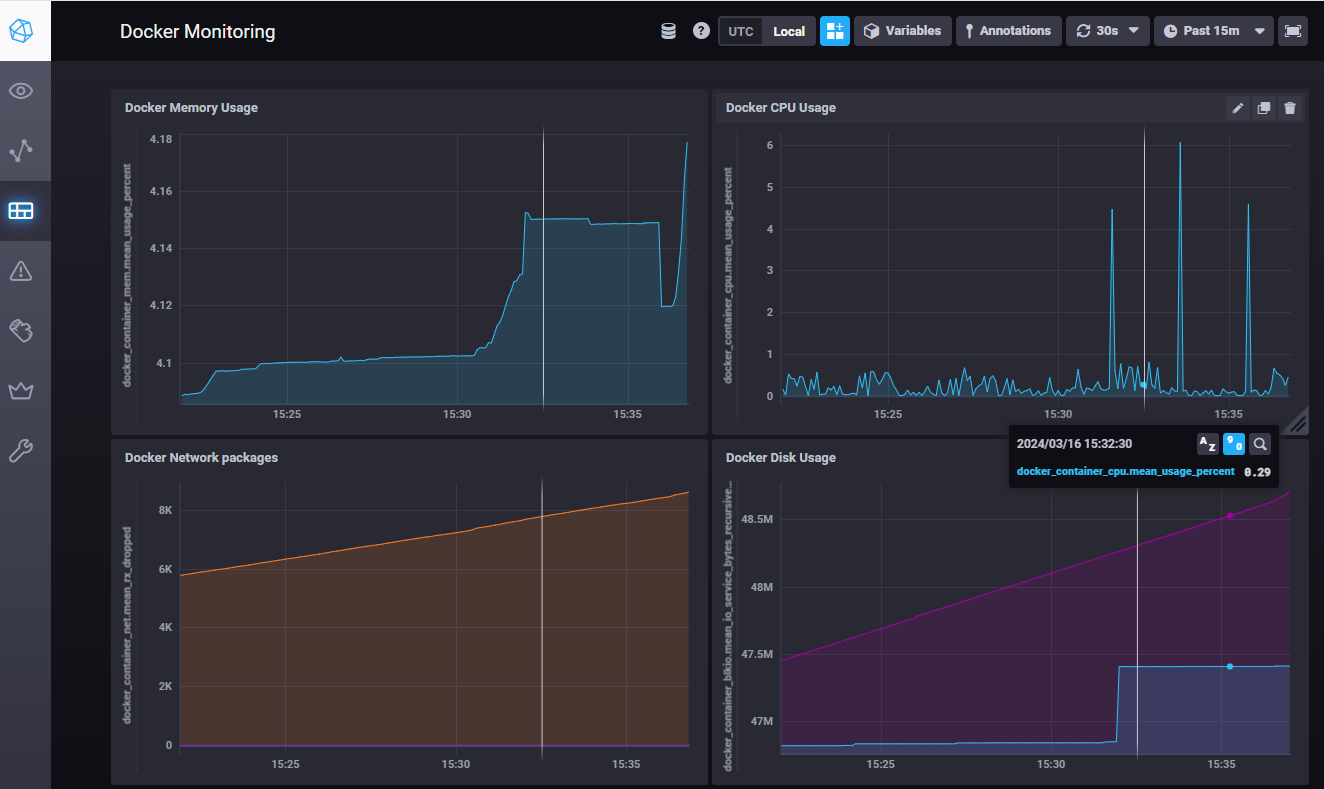 Docker Monitoring
? UTC Local Variables Annotations 30s Past 15m
Docker Memory Usage
docker_container_mem.mean_usage_percent
4.18
4.16
4.14
4.12
4.1
15:25 15:30 15:35
Docker CPU Usage
docker_container_cpu.mean_usage_percent
6
5
4
3
2
1
0
15:25 15:30 15:35
2024/03/16 15:32:30 A Z 9 0
docker_container_cpu.mean_usage_percent 0.29
Docker Network packages
docker_container_net.mean_rx_dropped
8K
6K
4K
2K
0
15:25 15:30 15:35
Docker Disk Usage
docker_container_blkio.mean_io_service_bytes_recursive...
48.5M
48M
47.5M
47M
15:25 15:30 15:35